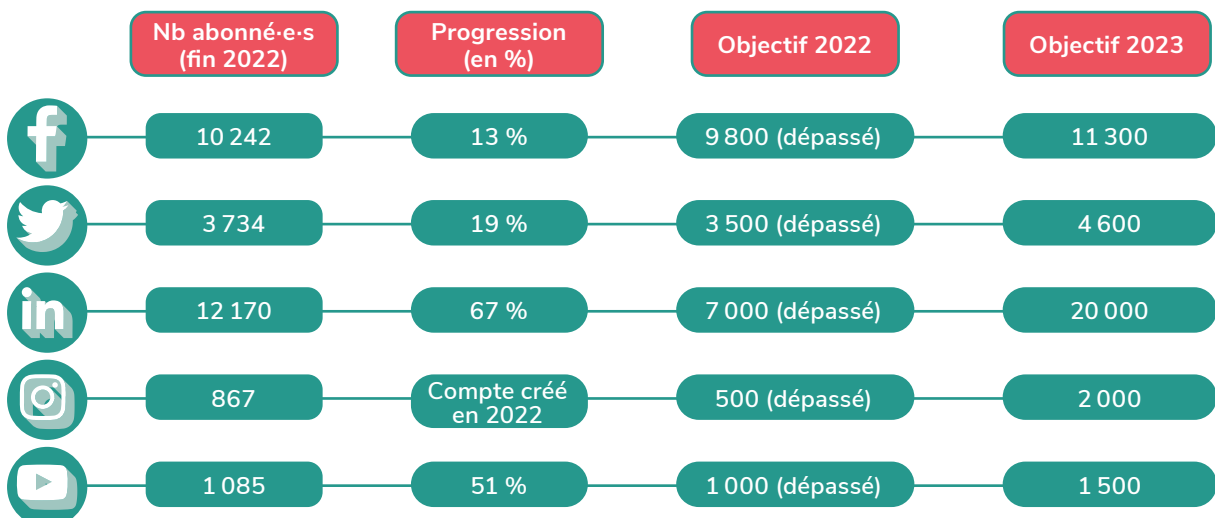 Nb abonné·e·s
(fin 2022)
Progression
(en %)
Objectif 2022
Objectif 2023
10 242
13 %
9 800 (dépassé)
11 300
3 734
19 %
3 500 (dépassé)
4 600
in
12 170
67 %
7 000 (dépassé)
20 000
867
Compte créé
en 2022
500 (dépassé)
2 000
1 085
51 %
1 000 (dépassé)
1 500